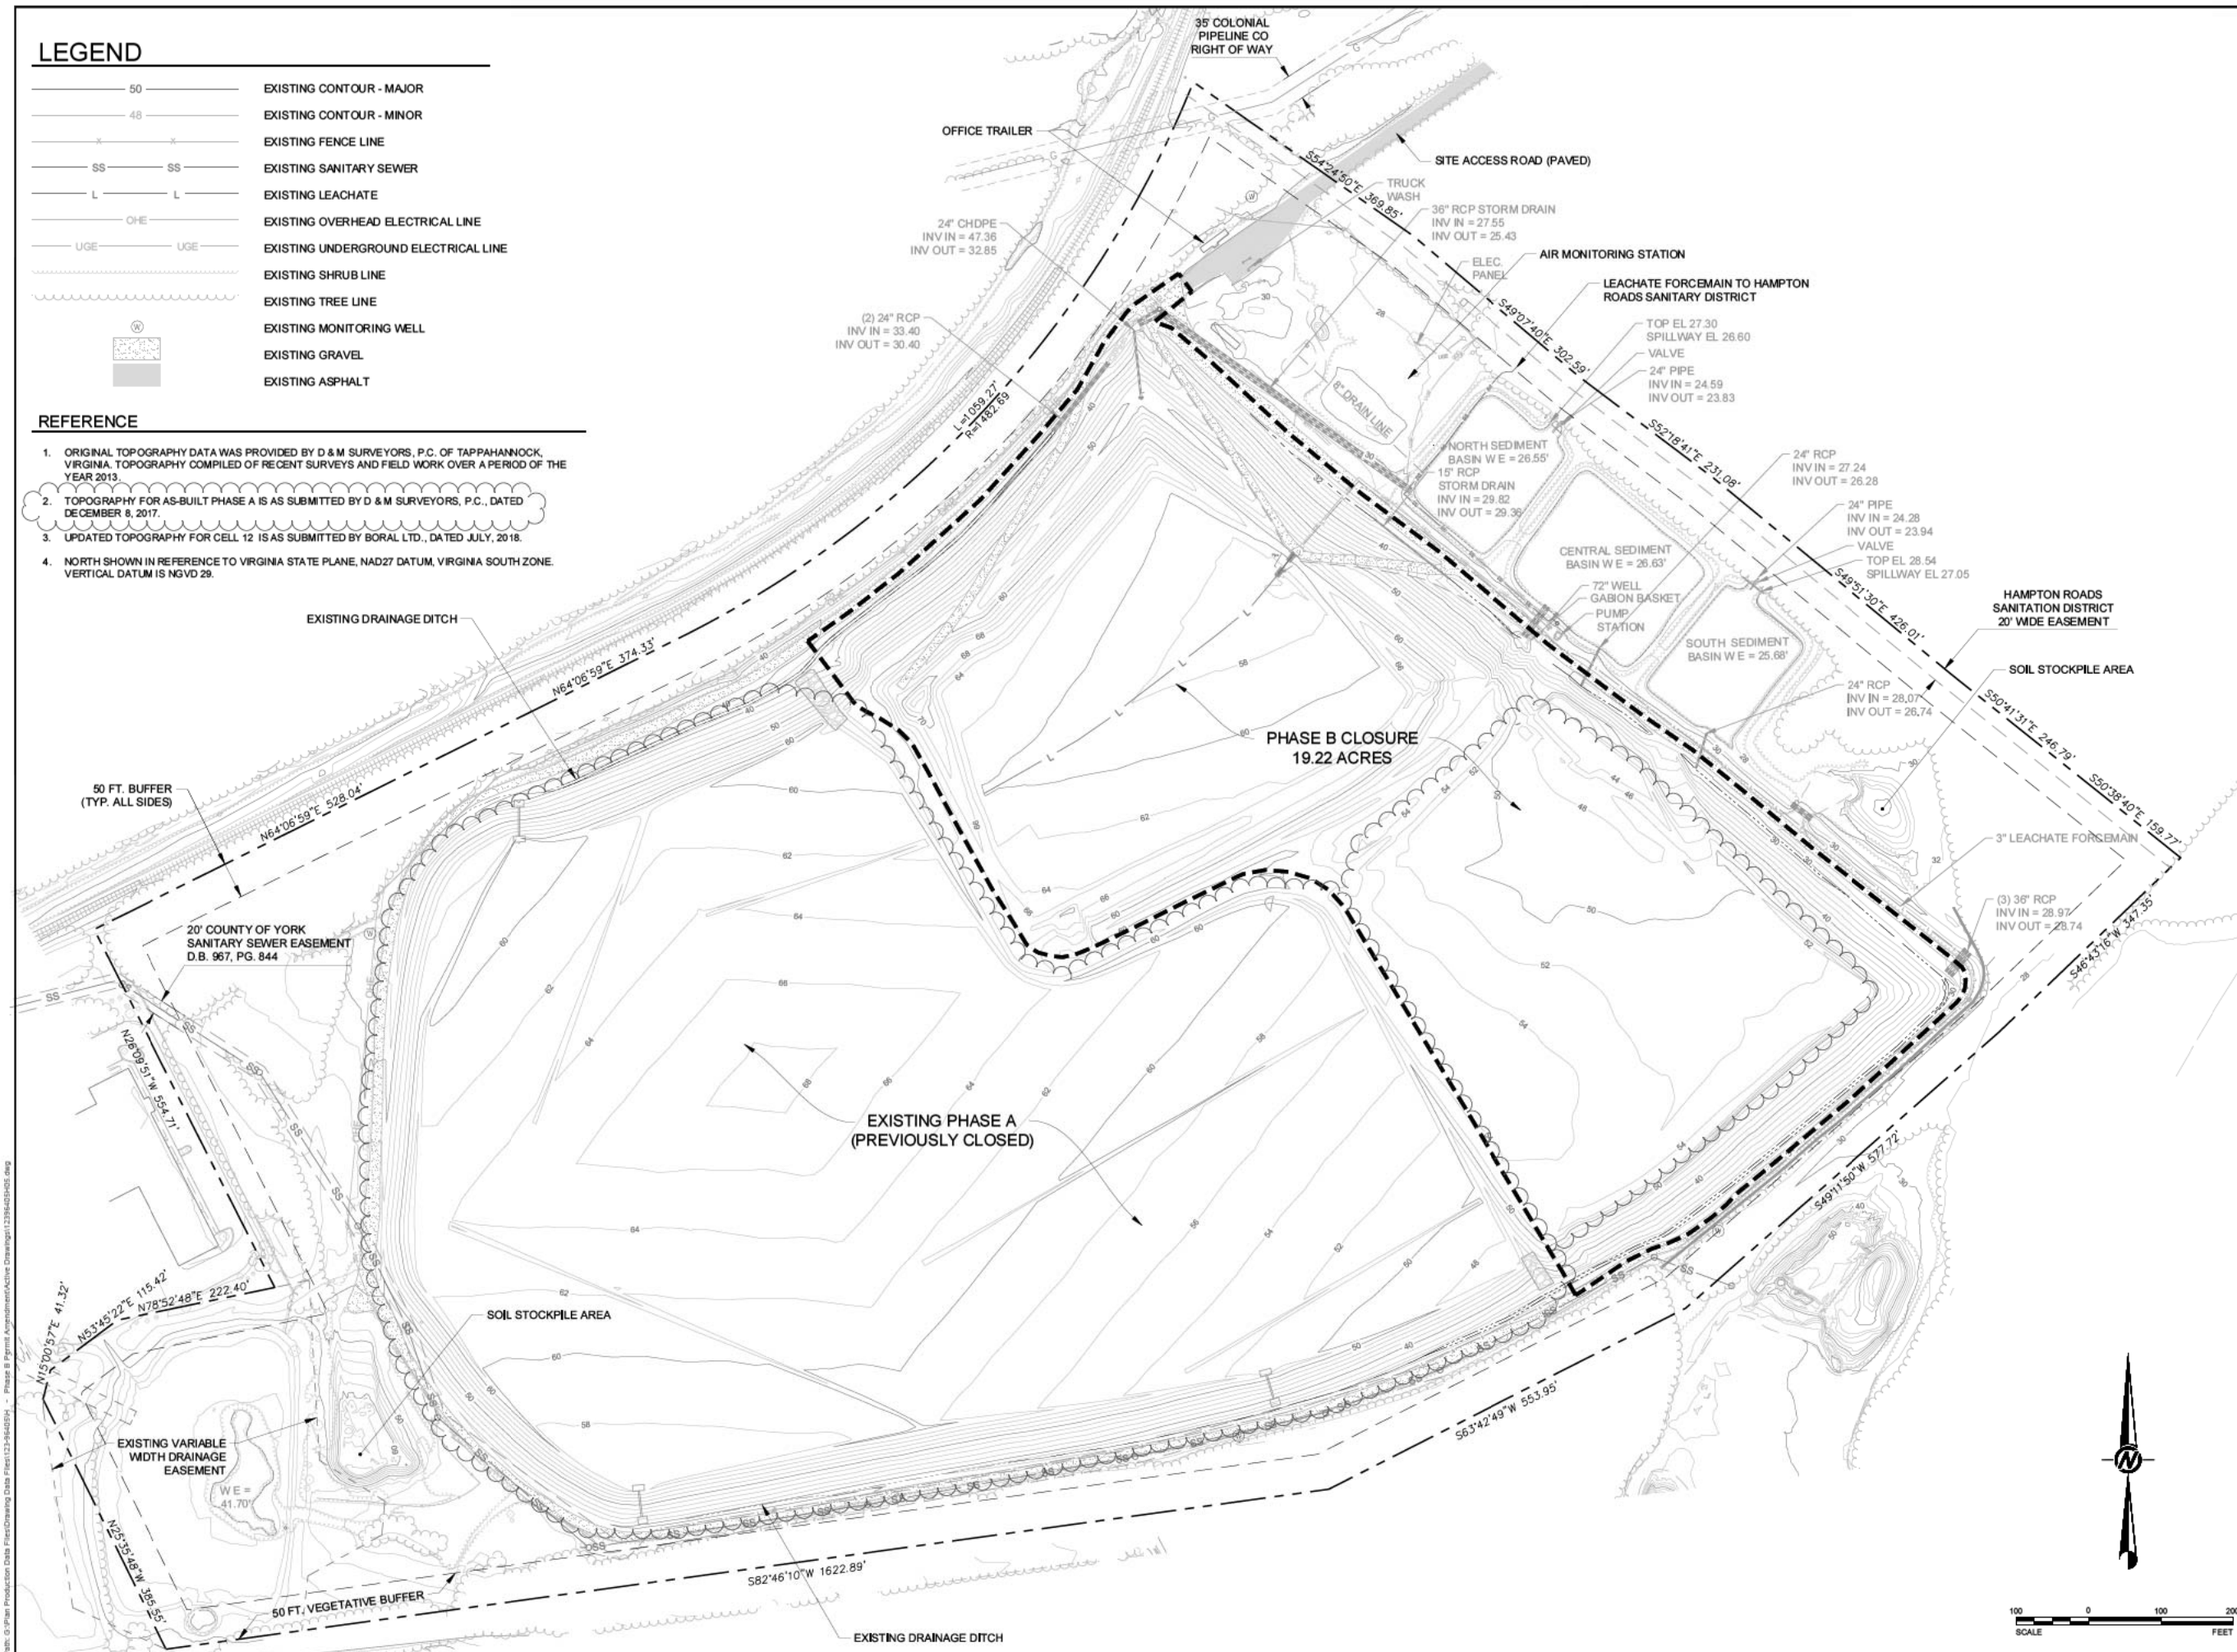 LEGEND
50
EXISTING CONTOUR - MAJOR
48
EXISTING CONTOUR - MINOR
X X
EXISTING FENCE LINE
SS SS
EXISTING SANITARY SEWER
L L
EXISTING LEACHATE
OHE
EXISTING OVERHEAD ELECTRICAL LINE
UGE UGE
EXISTING UNDERGROUND ELECTRICAL LINE
EXISTING SHRUB LINE
EXISTING TREE LINE
W
EXISTING MONITORING WELL
EXISTING GRAVEL
EXISTING ASPHALT
REFERENCE
1. ORIGINAL TOPOGRAPHY DATA WAS PROVIDED BY D & M SURVEYORS, P.C. OF TAPPAHANNOCK,
VIRGINIA. TOPOGRAPHY COMPILED OF RECENT SURVEYS AND FIELD WORK OVER A PERIOD OF THE
YEAR 2013.
2. TOPOGRAPHY FOR AS-BUILT PHASE A IS AS SUBMITTED BY D & M SURVEYORS, P.C., DATED
DECEMBER 8, 2017.
3. UPDATED TOPOGRAPHY FOR CELL 12 IS AS SUBMITTED BY BORAL LTD., DATED JULY, 2018.
4. NORTH SHOWN IN REFERENCE TO VIRGINIA STATE PLANE, NAD27 DATUM, VIRGINIA SOUTH ZONE.
VERTICAL DATUM IS NGVD 29.
35' COLONIAL
PIPELINE CO
RIGHT OF WAY
OFFICE TRAILER
SITE ACCESS ROAD (PAVED)
S54°24'50"E 369.85'
TRUCK
WASH
36" RCP STORM DRAIN
INV IN = 27.55
INV OUT = 25.43
24" CHDPE
INV IN = 47.36
INV OUT = 32.85
ELEC.
PANEL
AIR MONITORING STATION
LEACHATE FORCEMAIN TO HAMPTON
ROADS SANITARY DISTRICT
S49°07'40"E 302.59'
(2) 24" RCP
INV IN = 33.40
INV OUT = 30.40
TOP EL 27.30
SPILLWAY EL 26.60
VALVE
24" PIPE
INV IN = 24.59
INV OUT = 23.83
L=1059.27'
R=1482.69
8" DRAIN LINE
S52°18'41"E 231.08'
NORTH SEDIMENT
BASIN W E = 26.55'
15" RCP
STORM DRAIN
INV IN = 29.82
INV OUT = 29.36
24" RCP
INV IN = 27.24
INV OUT = 26.28
24" PIPE
INV IN = 24.28
INV OUT = 23.94
VALVE
TOP EL 28.54
SPILLWAY EL 27.05
CENTRAL SEDIMENT
BASIN W E = 26.63'
72" WELL
GABION BASKET
PUMP
STATION
S49°51'30"E 426.01'
HAMPTON ROADS
SANITATION DISTRICT
20' WIDE EASEMENT
SOUTH SEDIMENT
BASIN W E = 25.68'
SOIL STOCKPILE AREA
24" RCP
INV IN = 28.07
INV OUT = 26.74
S50°41'31"E 246.79'
EXISTING DRAINAGE DITCH
N64°06'59"E 374.33'
PHASE B CLOSURE
19.22 ACRES
50 FT. BUFFER
(TYP. ALL SIDES)
N64°06'59"E 528.04'
S50°38'40"E 159.77'
3" LEACHATE FORCEMAIN
(3) 36" RCP
INV IN = 28.97
INV OUT = 28.74
S46°43'16"W 347.35'
20' COUNTY OF YORK
SANITARY SEWER EASEMENT
D.B. 967, PG. 844
N26°09'51"W 554.71'
EXISTING PHASE A
(PREVIOUSLY CLOSED)
S49°11'50"W 577.72'
N15°00'57"E 41.32'
N53°45'22"E 115.42'
N78°52'48"E 222.40'
SOIL STOCKPILE AREA
S63°42'49"W 553.95'
EXISTING VARIABLE
WIDTH DRAINAGE
EASEMENT
W E =
41.70'
N25°35'48"W 385.55'
50 FT. VEGETATIVE BUFFER
S82°46'10"W 1622.89'
EXISTING DRAINAGE DITCH
N
100 0 100 200
SCALE FEET